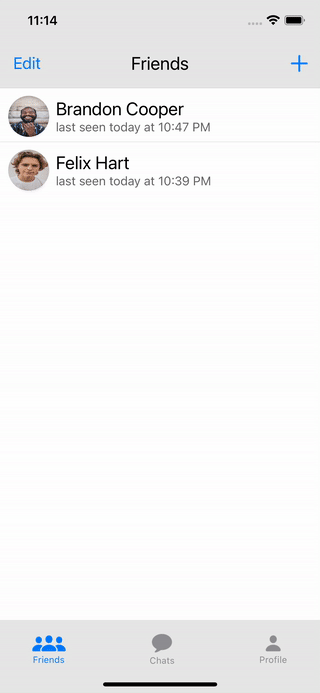 11:14
Edit
Friends
Brandon Cooper
last seen today at 10:47 PM
Felix Hart
last seen today at 10:39 PM
Friends
Chats
Profile